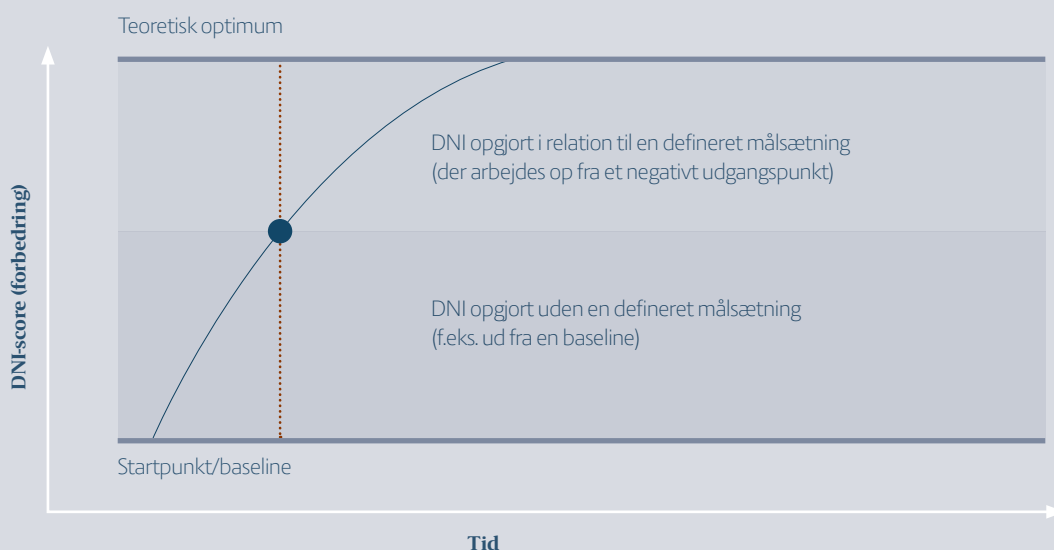 Teoretisk optimum
DNI opgjort i relation til en defineret målsætning
(der arbejdes op fra et negativt udgangspunkt)
DNI-score (forbedring)
DNI opgjort uden en defineret målsætning
(f.eks. ud fra en baseline)
Startpunkt/baseline
Tid